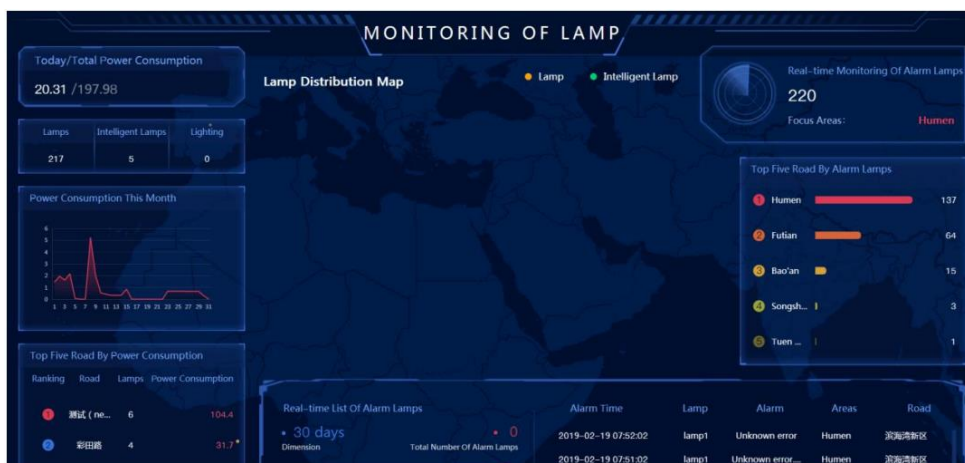 MONITORING OF LAMP
Today/Total Power Consumption
20.31 /197.98
Lamps Intelligent Lamps Lighting
217 5 0
Power Consumption This Month
6
5
4
3
2
1
0
1 3 5 7 9 11 13 15 17 19 21 23 25 27 29 31
Top Five Road By Power Consumption
Ranking Road Lamps Power Consumption
1 测试 ( ne... 6 104.4
2 彩田路 4 31.7
Lamp Distribution Map
Lamp Intelligent Lamp
Real-time Monitoring Of Alarm Lamps
220
Focus Areas: Humen
Top Five Road By Alarm Lamps
1 Humen 137
2 Futian 64
3 Bao'an 15
4 Songsh... 3
5 Tuen ... 1
Real-time List Of Alarm Lamps
30 days 0
Dimension Total Number Of Alarm Lamps
Alarm Time Lamp Alarm Areas Road
2019-02-19 07:52:02 lamp1 Unknown error Humen 滨海湾新区
2019-02-19 07:51:02 lamp1 Unknown error... Humen 滨海湾新区